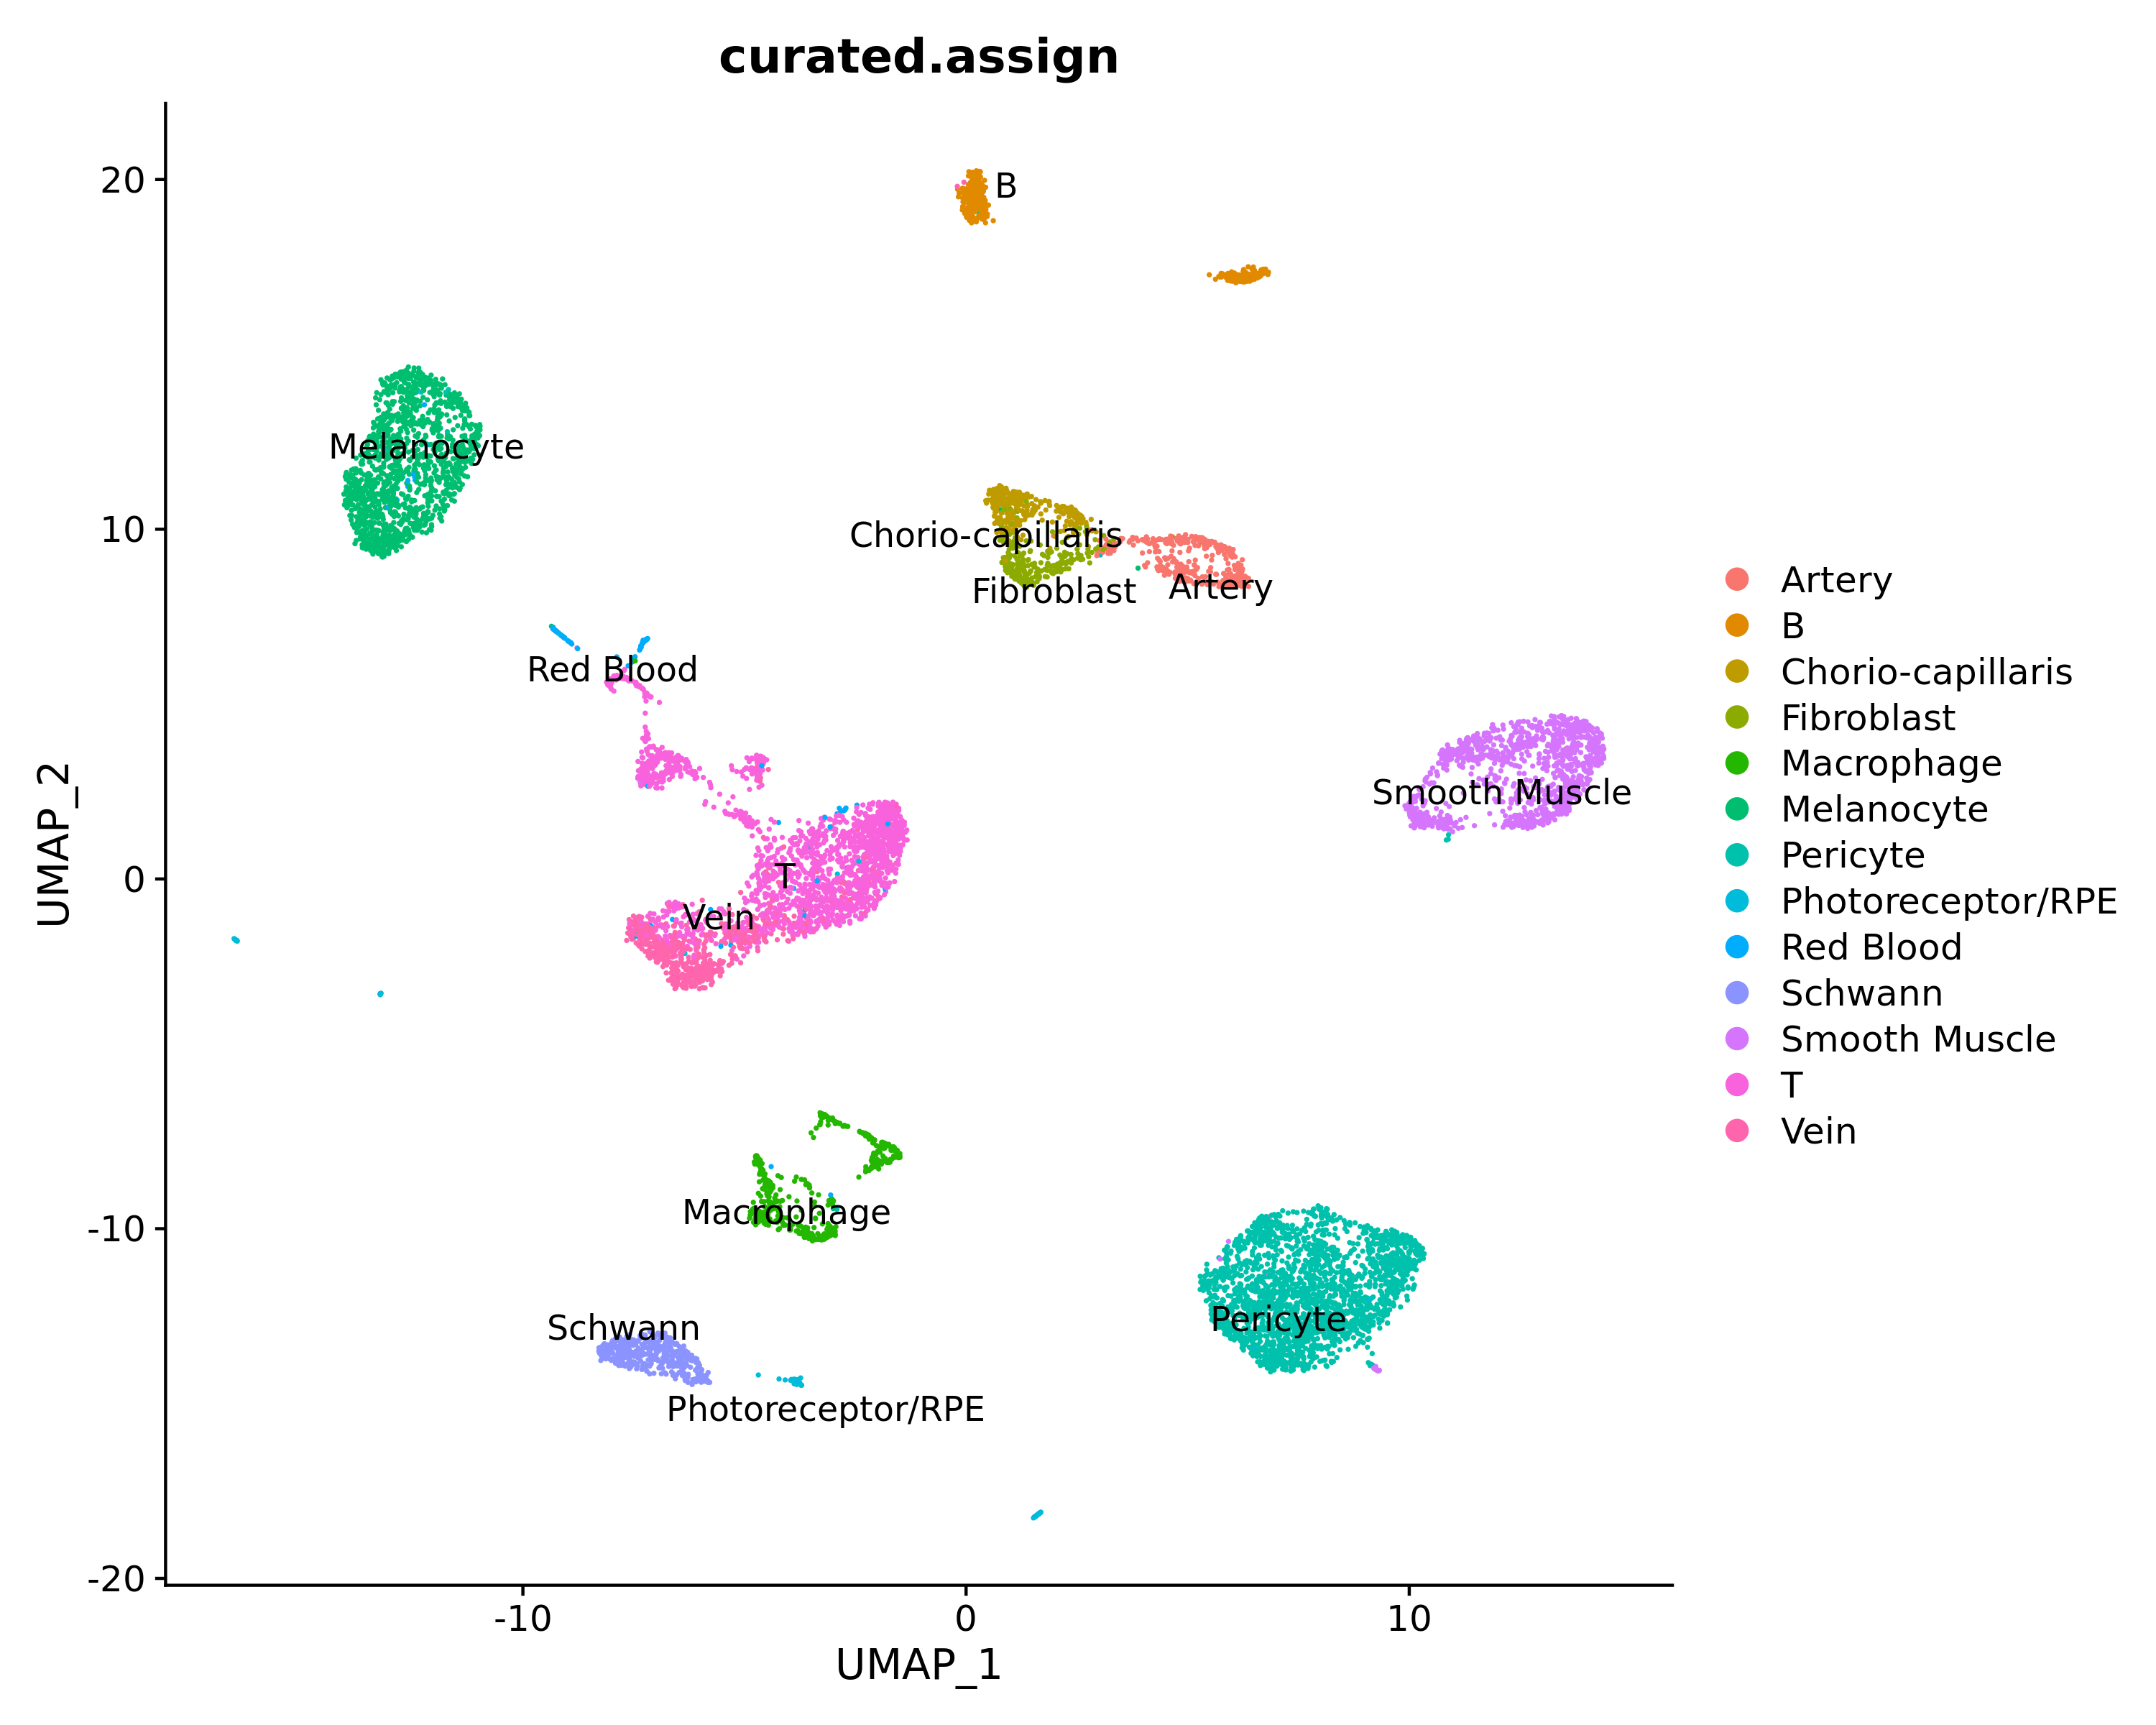 curated.assign
UMAP_2
20
10
0
-10
-20
B
Melanocyte
Chorio-capillaris
Fibroblast
Artery
Red Blood
Smooth Muscle
T
Vein
Macrophage
Pericyte
Schwann
Photoreceptor/RPE
-10
0
10
UMAP_1
Artery
B
Chorio-capillaris
Fibroblast
Macrophage
Melanocyte
Pericyte
Photoreceptor/RPE
Red Blood
Schwann
Smooth Muscle
T
Vein